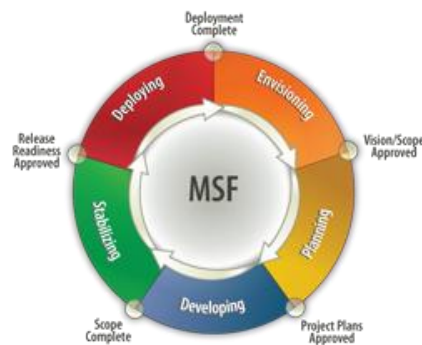 Deployment
Complete
Envisioning
Vision/Scope
Approved
Planning
Project Plans
Approved
Developing
Scope
Complete
Stabilizing
Release
Readiness
Approved
Deploying
MSF